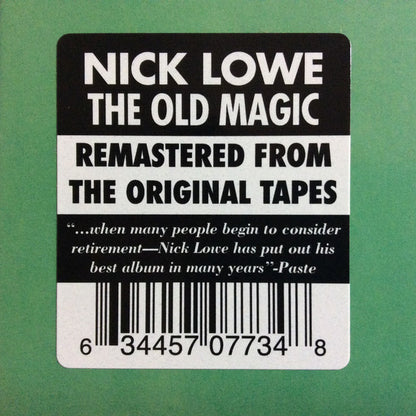 NICK LOWE
THE OLD MAGIC
REMASTERED FROM
THE ORIGINAL TAPES
“...when many people begin to consider
retirement—Nick Lowe has put out his
best album in many years”-Paste
6 34457 07734 8